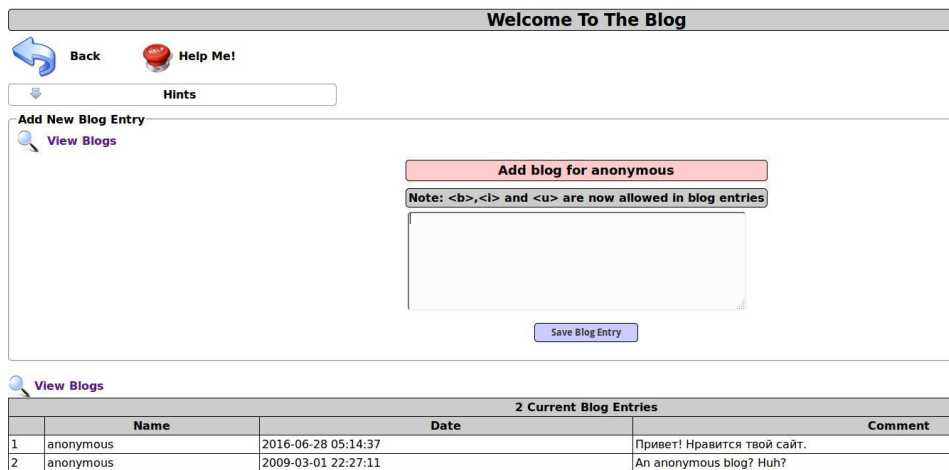 Welcome To The Blog
Back Help Me!
Hints
Add New Blog Entry
View Blogs
Add blog for anonymous
Note: <b>,<i> and <u> are now allowed in blog entries
Save Blog Entry
View Blogs
2 Current Blog Entries
Name Date Comment
1 anonymous 2016-06-28 05:14:37 Привет! Нравится твой сайт.
2 anonymous 2009-03-01 22:27:11 An anonymous blog? Huh?